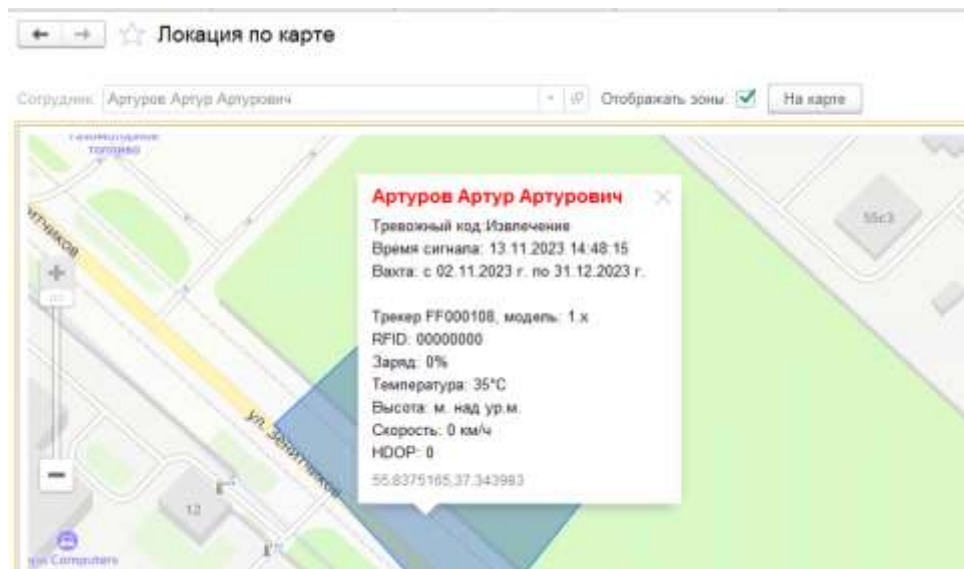 Локация по карте
Сотрудник: Артуров Артур Артурович Отображать зоны: На карте
топливо
Артуров Артур Артурович
Тревожный код:Извлечение
Время сигнала: 13.11.2023 14:48:15
Вахта: с 02.11.2023 г. по 31.12.2023 г.
55с3
Трекер FF000108, модель: 1.x
RFID: 00000000
Заряд: 0%
Температура: 35°C
Высота: м. над ур.м.
Скорость: 0 км/ч
HDOP: 0
55.8375165,37.343983
ул. Зенитчиков
12
Computers